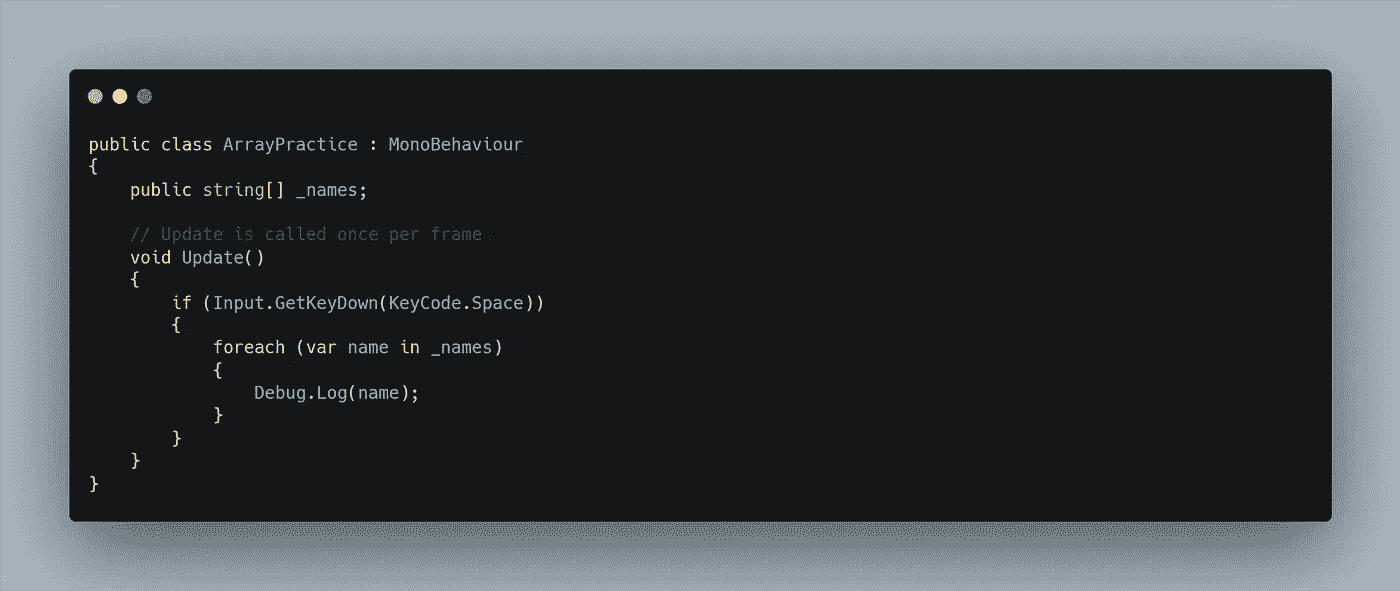 public class ArrayPractice : MonoBehaviour
{
    public string[] _names;

    // Update is called once per frame
    void Update()
    {
        if (Input.GetKeyDown(KeyCode.Space))
        {
            foreach (var name in _names)
            {
                Debug.Log(name);
            }
        }
    }
}